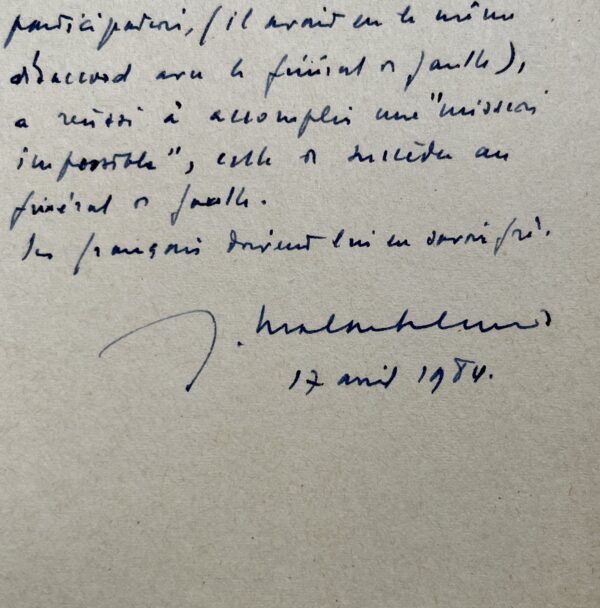 participation, (il avait eu le même
désaccord avec le général de Gaulle),
a réussi à accomplir une "mission
impossible", celle de succéder au
général de Gaulle.
Les français doivent lui en savoir gré.
17 avril 1984.